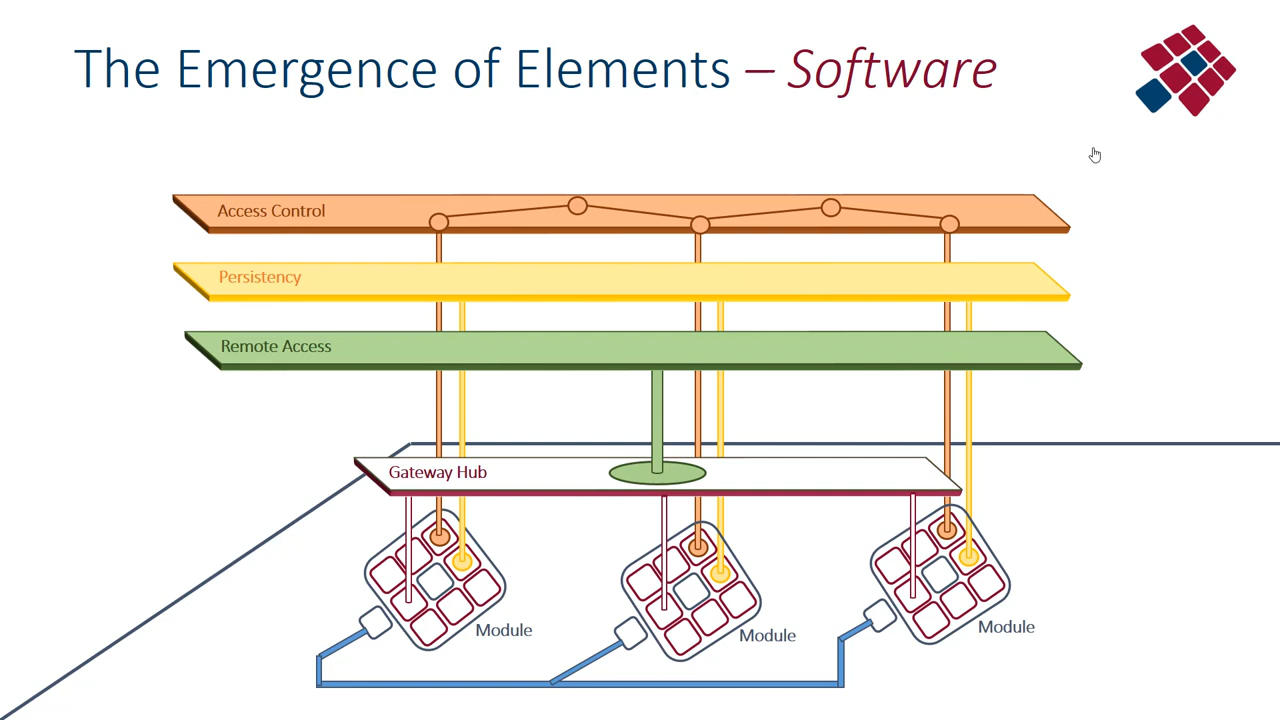 The Emergence of Elements – Software
Access Control
Persistency
Remote Access
Gateway Hub
Module
Module
Module